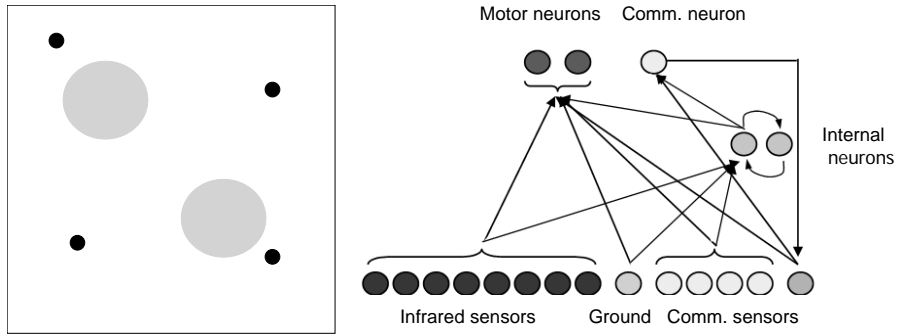 Motor neurons
Comm. neuron
Internal
neurons
Infrared sensors
Ground
Comm. sensors